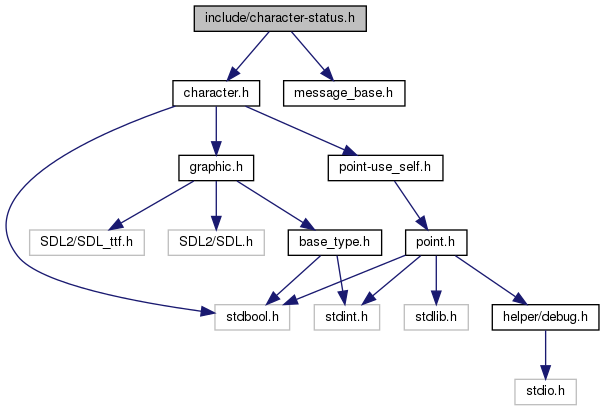 include/character-status.h
character.h
message_base.h
graphic.h
point-use_self.h
SDL2/SDL_ttf.h
SDL2/SDL.h
base_type.h
point.h
stdbool.h
stdint.h
stdlib.h
helper/debug.h
stdio.h